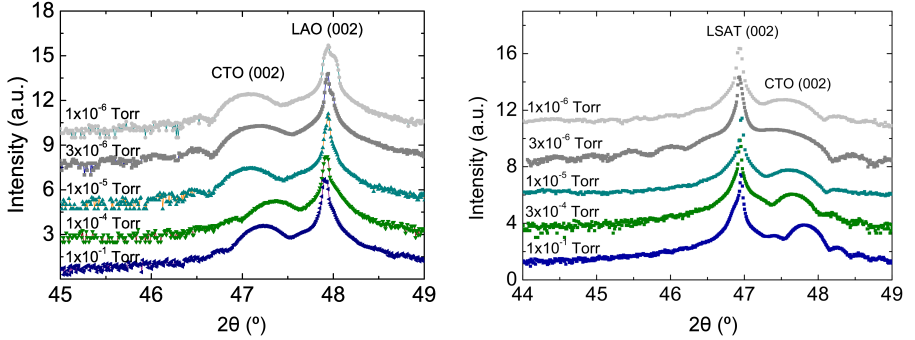 18
15
12
9
6
3
Intensity (a.u.)
LAO (002)
CTO (002)
1x10-6 Torr
3x10-6 Torr
1x10-5 Torr
1x10-4 Torr
1x10-1 Torr
45 46 47 48 49
2θ (º)
16
12
8
4
0
Intensity (a.u.)
LSAT (002)
CTO (002)
1x10-6 Torr
3x10-6 Torr
1x10-5 Torr
3x10-4 Torr
1x10-1 Torr
44 45 46 47 48 49
2θ (º)